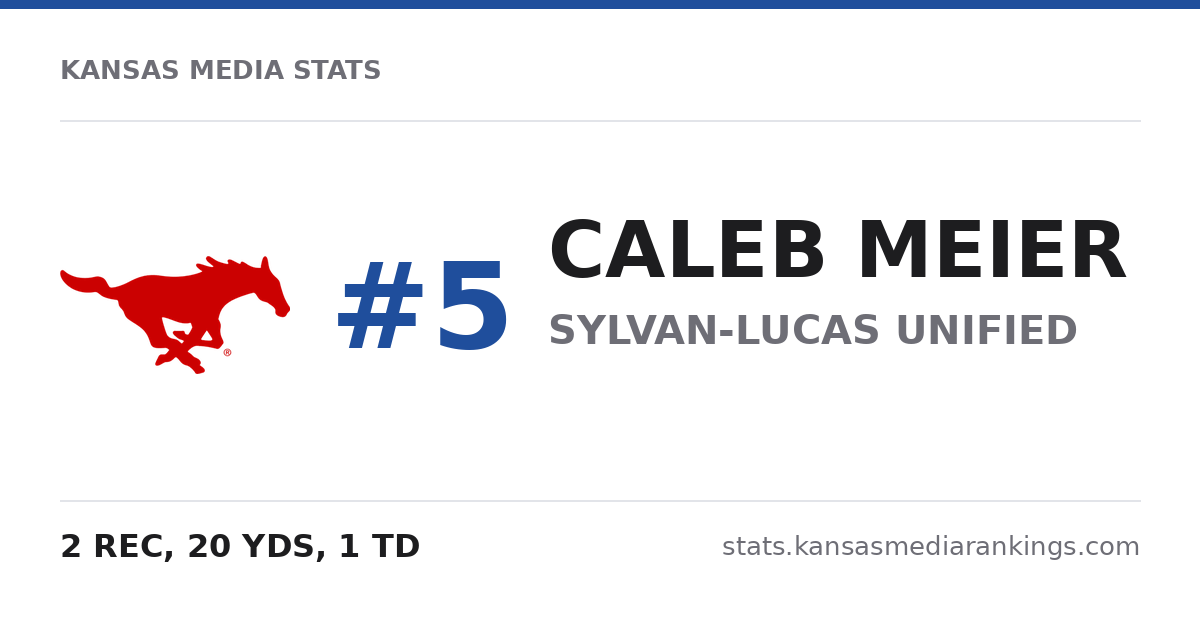 KANSAS MEDIA STATS
#5
CALEB MEIER
SYLVAN-LUCAS UNIFIED
®
2 REC, 20 YDS, 1 TD
stats.kansasmediarankings.com